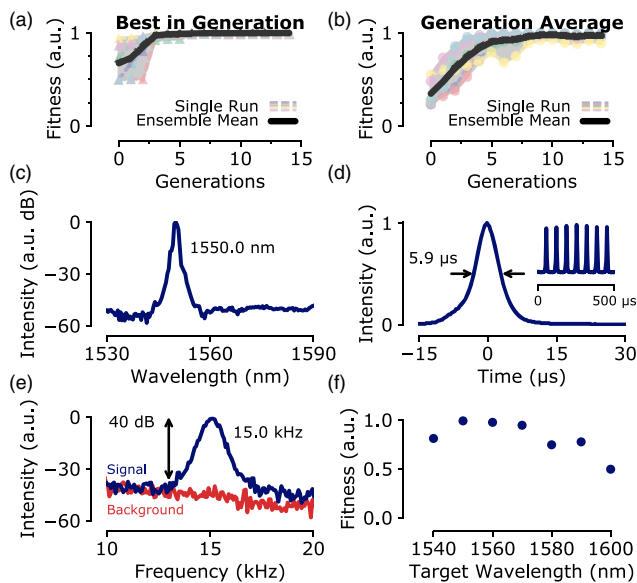 (a) Best in Generation
Fitness (a.u.)
1
0
Single Run
Ensemble Mean
0 5 10 15
Generations
(b) Generation Average
Fitness (a.u.)
1
0
Single Run
Ensemble Mean
0 5 10 15
Generations
(c)
Intensity (a.u. dB)
0
−30
−60
1550.0 nm
1530 1560 1590
Wavelength (nm)
(d)
Intensity (a.u.)
1
0
5.9 µs
0 500
µs
−15 0 15 30
Time (µs)
(e)
Intensity (a.u.)
0
−30
−60
40 dB
15.0 kHz
Signal
Background
10 15 20
Frequency (kHz)
(f)
Fitness (a.u.)
1.0
0.5
0.0
1540 1560 1580 1600
Target Wavelength (nm)